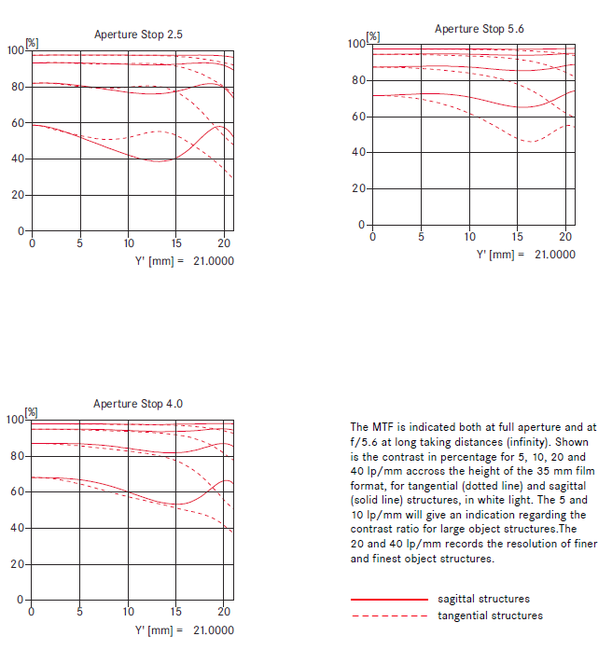 Aperture Stop 2.5
[%]
100
80
60
40
20
0
0 5 10 15 20
Y' [mm] = 21.0000
Aperture Stop 5.6
[%]
100
80
60
40
20
0
0 5 10 15 20
Y' [mm] = 21.0000
Aperture Stop 4.0
[%]
100
80
60
40
20
0
0 5 10 15 20
Y' [mm] = 21.0000
The MTF is indicated both at full aperture and at
f/5.6 at long taking distances (infinity). Shown
is the contrast in percentage for 5, 10, 20 and
40 lp/mm accross the height of the 35 mm film
format, for tangential (dotted line) and sagittal
(solid line) structures, in white light. The 5 and
10 lp/mm will give an indication regarding the
contrast ratio for large object structures.The
20 and 40 lp/mm records the resolution of finer
and finest object structures.
sagittal structures
tangential structures